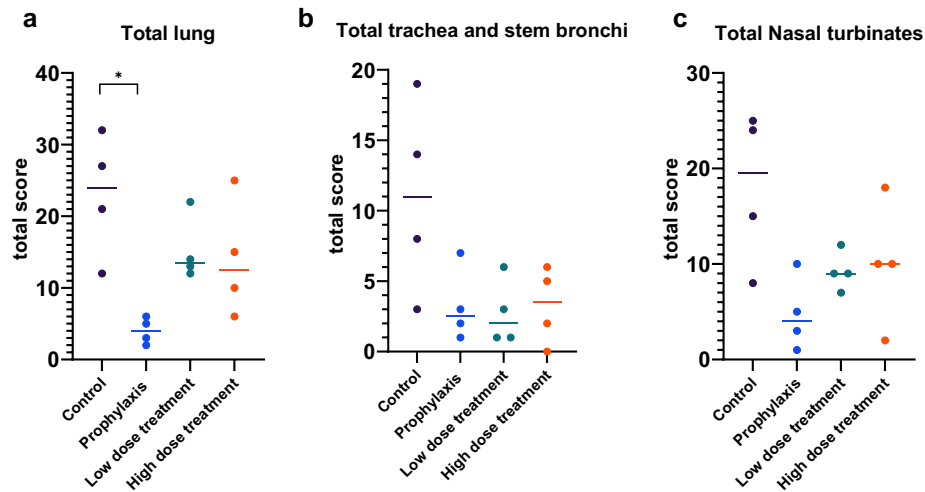 a
Total lung
total score
40
30
20
10
0
*
Control
Prophylaxis
Low dose treatment
High dose treatment
b
Total trachea and stem bronchi
total score
20
15
10
5
0
Control
Prophylaxis
Low dose treatment
High dose treatment
c
Total Nasal turbinates
total score
30
20
10
0
Control
Prophylaxis
Low dose treatment
High dose treatment